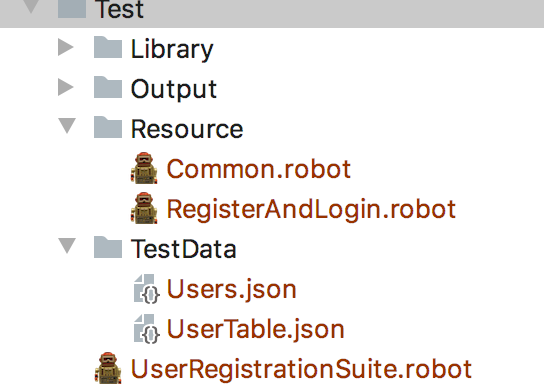 Test
Library
Output
Resource
Common.robot
RegisterAndLogin.robot
TestData
Users.json
UserTable.json
UserRegistrationSuite.robot